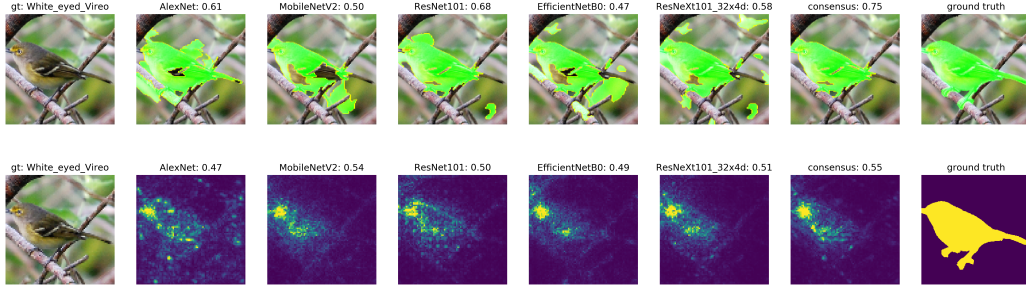 gt: White_eyed_Vireo AlexNet: 0.61 MobileNetV2: 0.50 ResNet101: 0.68 EfficientNetB0: 0.47 ResNeXt101_32x4d: 0.58 consensus: 0.75 ground truth
gt: White_eyed_Vireo AlexNet: 0.47 MobileNetV2: 0.54 ResNet101: 0.50 EfficientNetB0: 0.49 ResNeXt101_32x4d: 0.51 consensus: 0.55 ground truth